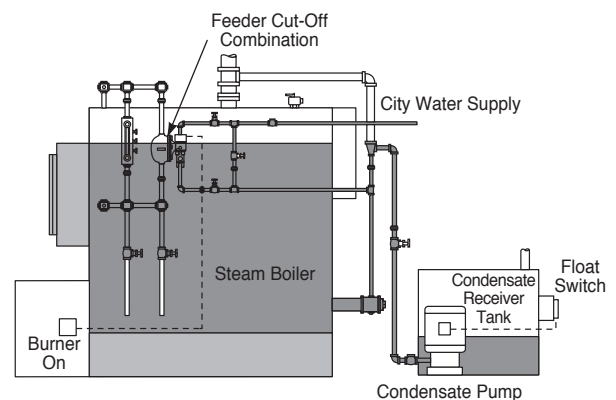 Feeder Cut-Off
Combination
City Water Supply
Steam Boiler
Float
Switch
Condensate
Receiver
Tank
Burner
On
Condensate Pump